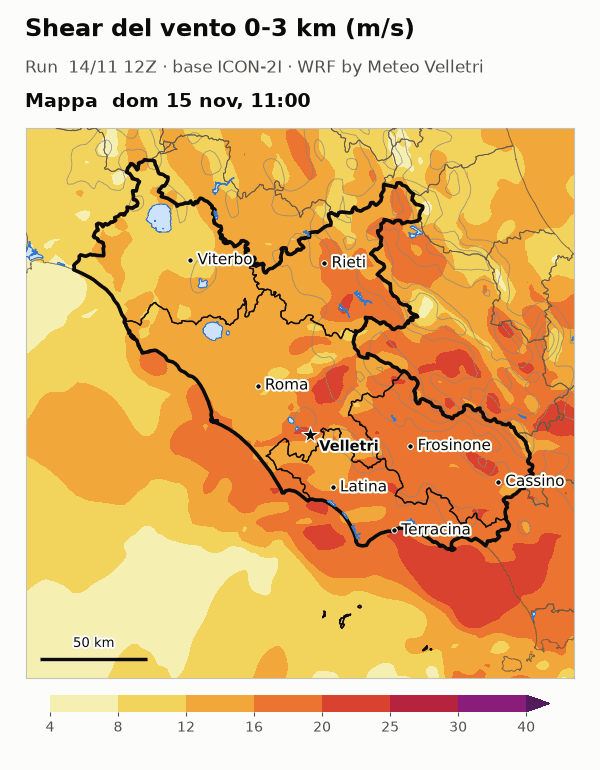 Shear del vento 0-3 km (m/s)
Run  14/11 12Z · base ICON-2I · WRF by Meteo Velletri
Mappa  dom 15 nov, 11:00
Viterbo
Rieti
Roma
Velletri
Frosinone
Cassino
Latina
Terracina
50 km
4 8 12 16 20 25 30 40